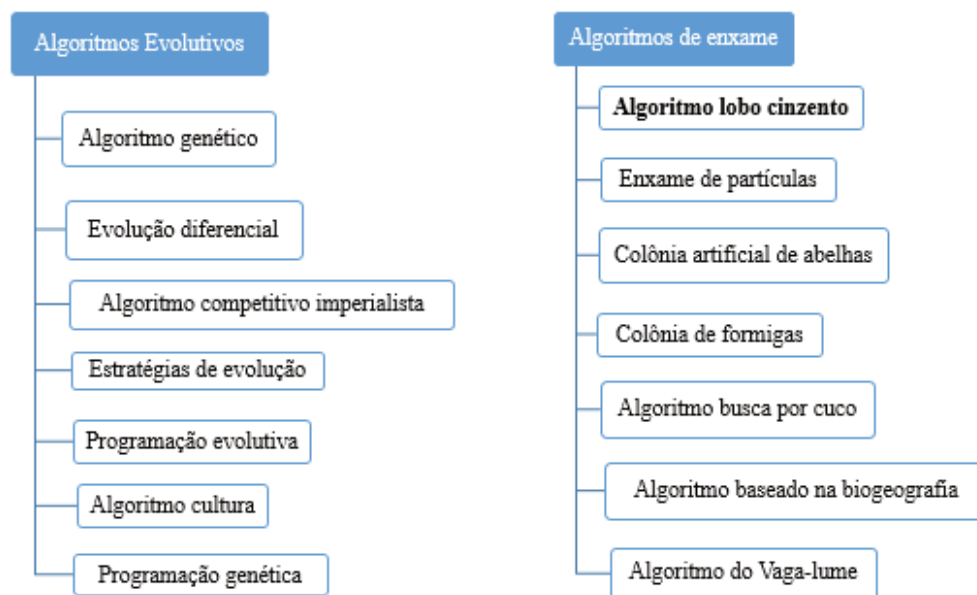 Algoritmos Evolutivos
Algoritmo genético
Evolução diferencial
Algoritmo competitivo imperialista
Estratégias de evolução
Programação evolutiva
Algoritmo cultura
Programação genética
Algoritmos de enxame
Algoritmo lobo cinzento
Enxame de partículas
Colônia artificial de abelhas
Colônia de formigas
Algoritmo busca por cuco
Algoritmo baseado na biogeografia
Algoritmo do Vaga-lume